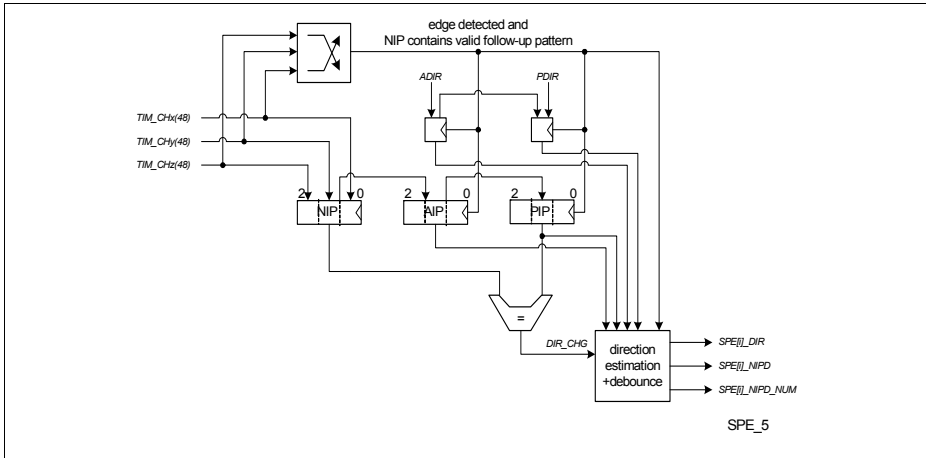 edge detected and
NIP contains valid follow-up pattern
ADIR
PDIR
TIM_CHx(48)
TIM_CHy(48)
TIM_CHz(48)
2 NIP 0
2 AIP 0
2 PIP 0
=
DIR_CHG
direction
estimation
+debounce
SPE[i]_DIR
SPE[i]_NIPD
SPE[i]_NIPD_NUM
SPE_5